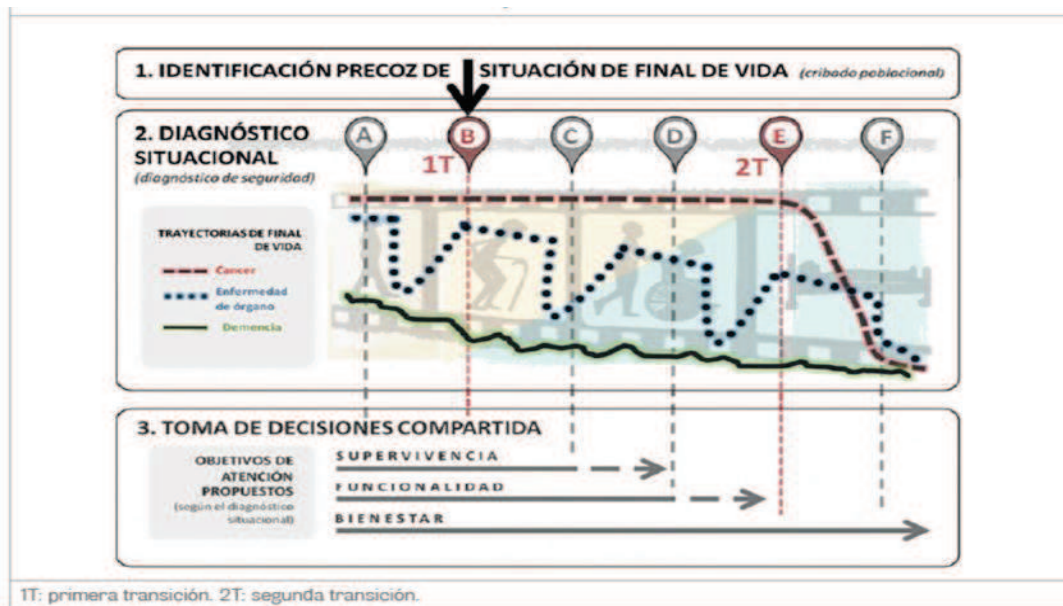 1. IDENTIFICACIÓN PRECOZ DE SITUACIÓN DE FINAL DE VIDA (cribado poblacional)
2. DIAGNÓSTICO
SITUACIONAL
(diagnóstico de seguridad)
A
B
C
D
E
F
1T
2T
TRAYECTORIAS DE FINAL
DE VIDA
Cancer
Enfermedad
de órgano
Demencia
3. TOMA DE DECISIONES COMPARTIDA
OBJETIVOS DE
ATENCIÓN
PROPUESTOS
(según el diagnóstico
situacional)
SUPERVIVENCIA
FUNCIONALIDAD
BIENESTAR
1T: primera transición. 2T: segunda transición.